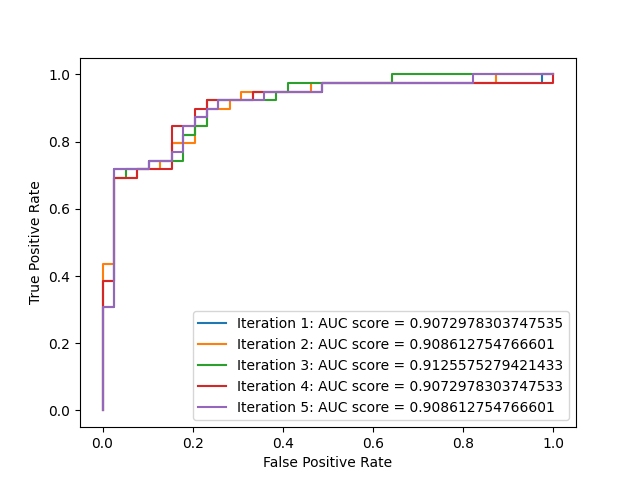 1.0
0.8
0.6
0.4
0.2
0.0
True Positive Rate
Iteration 1: AUC score = 0.9072978303747535
Iteration 2: AUC score = 0.908612754766601
Iteration 3: AUC score = 0.9125575279421433
Iteration 4: AUC score = 0.9072978303747533
Iteration 5: AUC score = 0.908612754766601
0.0 0.2 0.4 0.6 0.8 1.0
False Positive Rate